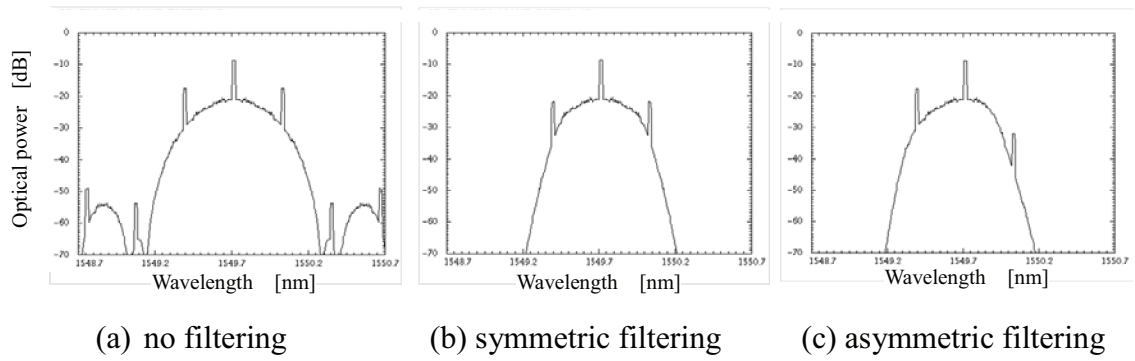 Optical power [dB]
0
-10
-20
-30
-40
-50
-60
-70
1548.7 1549.2 1549.7 1550.2 1550.7
Wavelength [nm]
(a) no filtering
0
-10
-20
-30
-40
-50
-60
-70
1548.7 1549.2 1549.7 1550.2 1550.7
Wavelength [nm]
(b) symmetric filtering
0
-10
-20
-30
-40
-50
-60
-70
1548.7 1549.2 1549.7 1550.2 1550.7
Wavelength [nm]
(c) asymmetric filtering